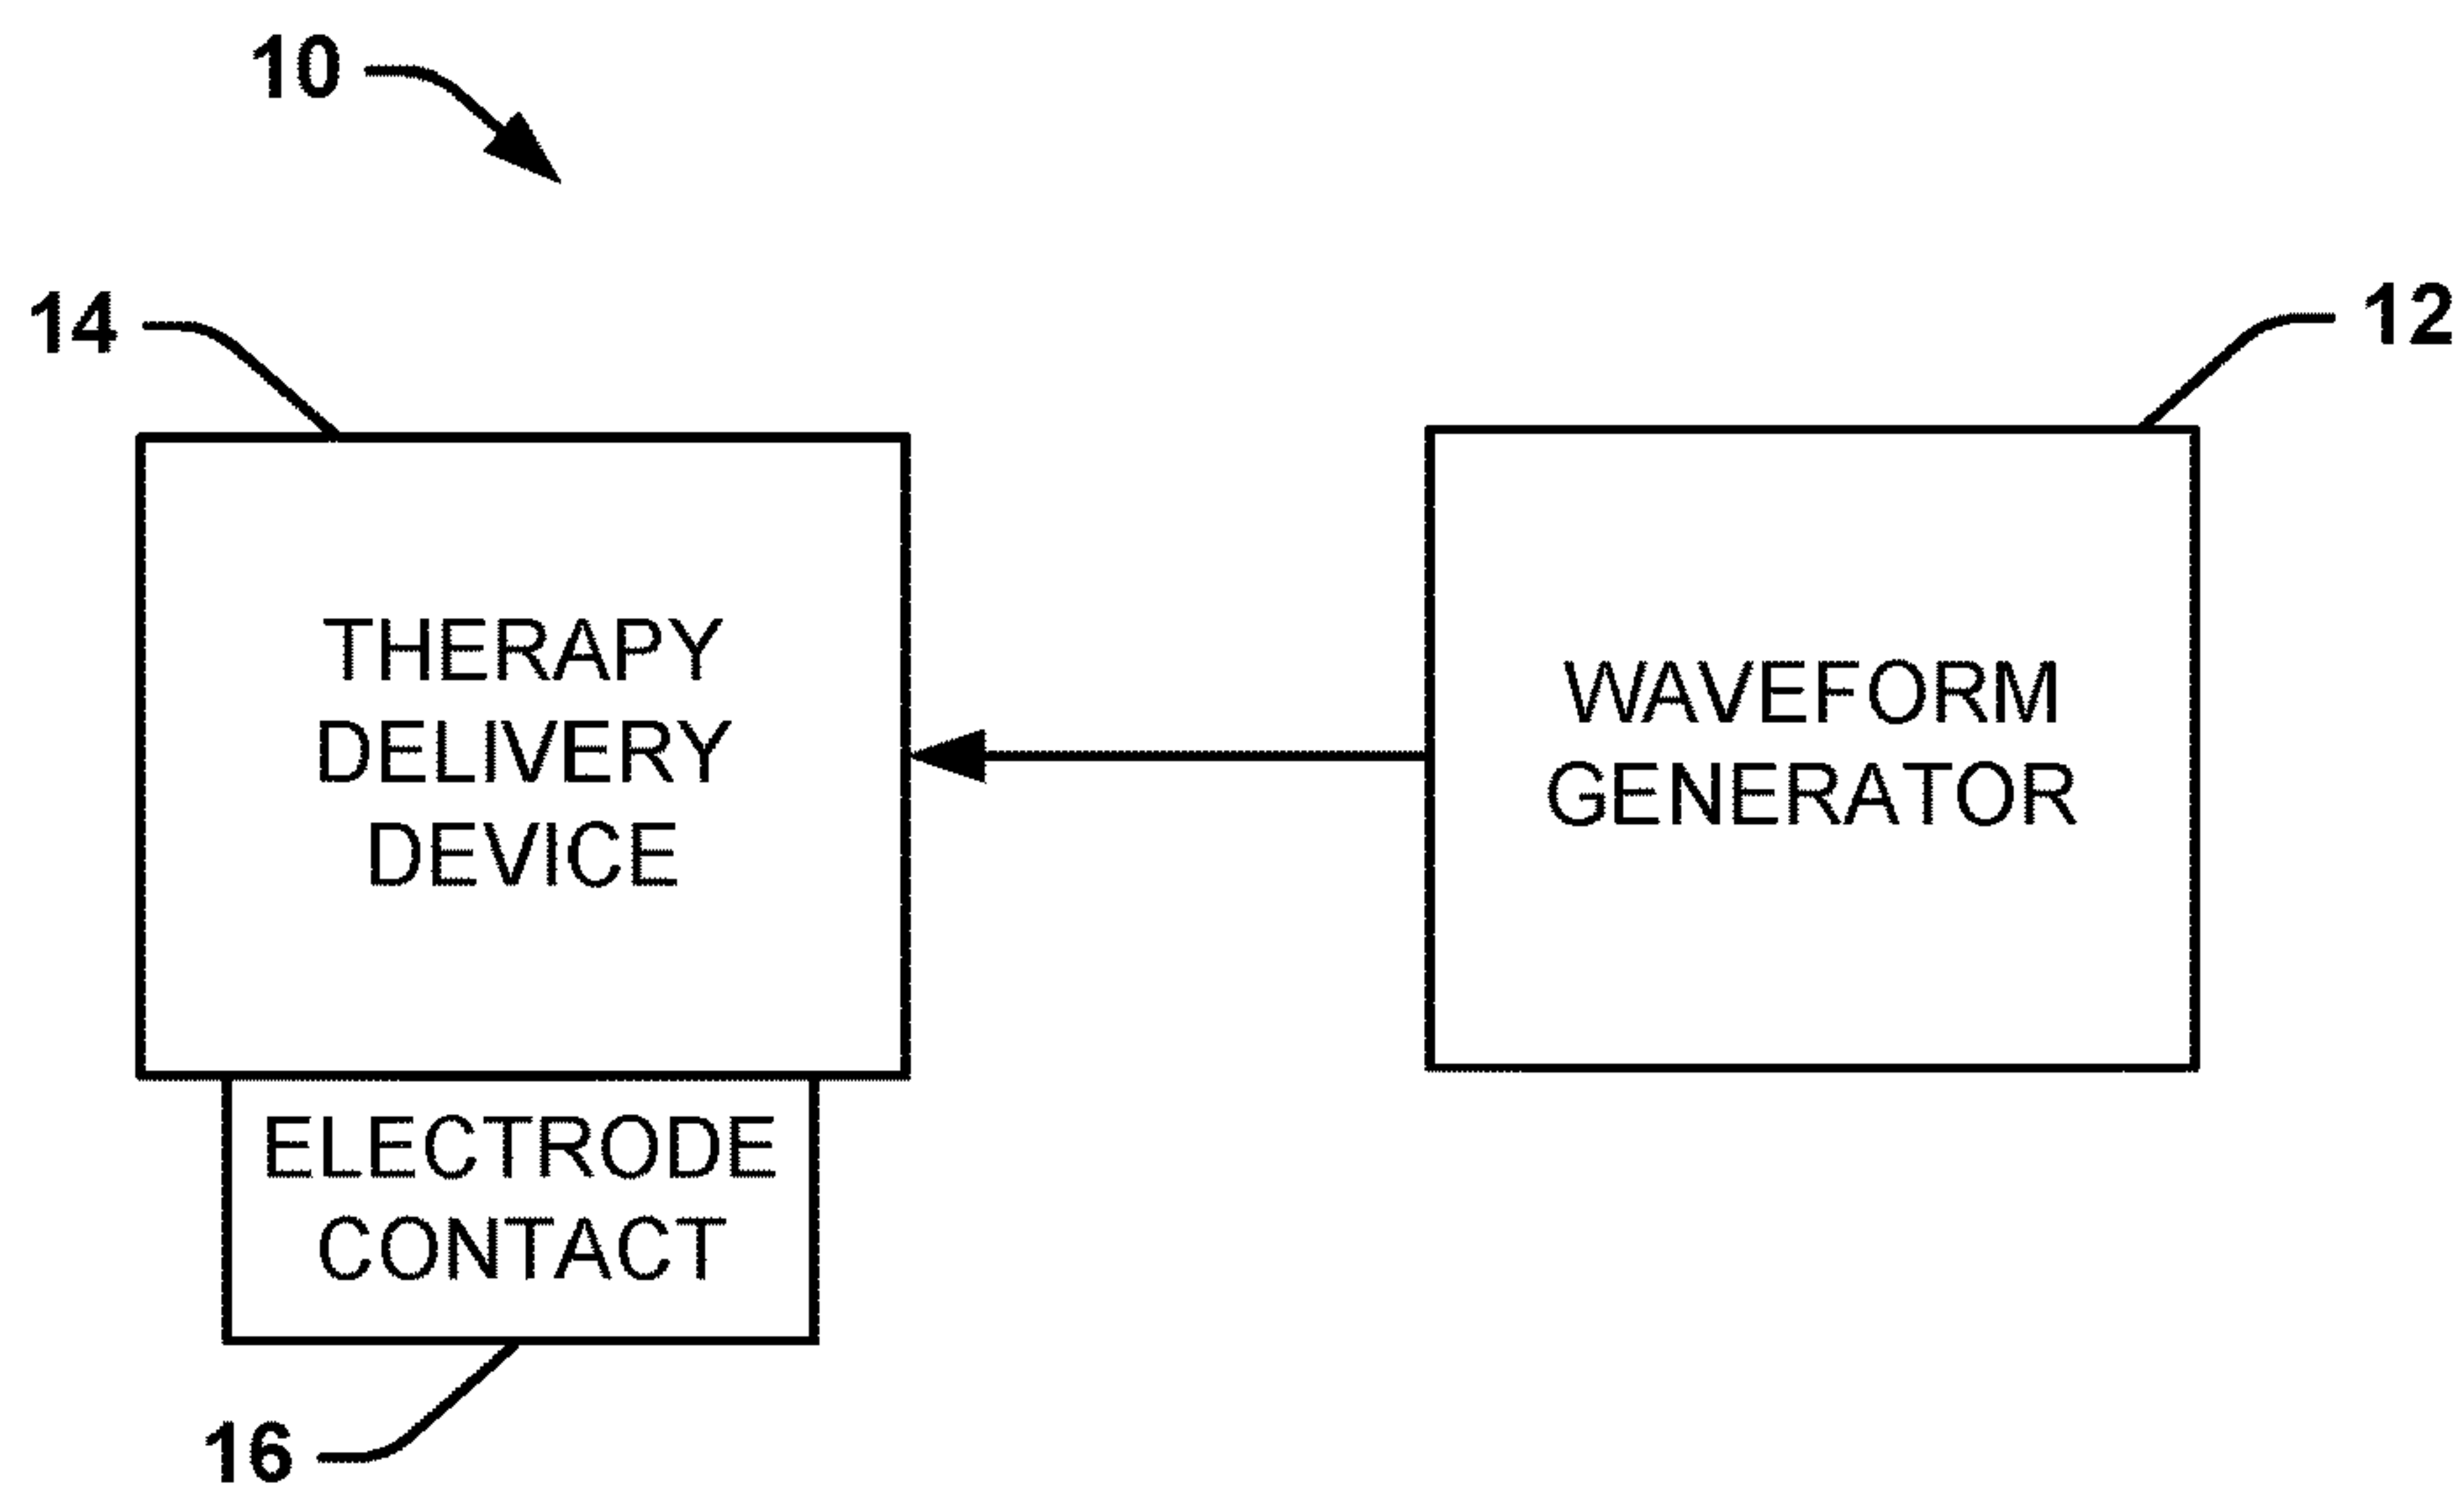 10
14
12
THERAPY
DELIVERY
DEVICE
WAVEFORM
GENERATOR
ELECTRODE
CONTACT
16